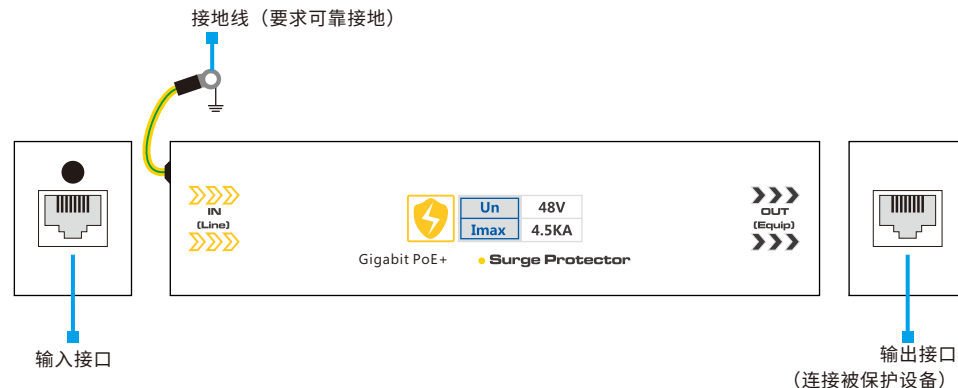 接地线（要求可靠接地）
IN
(Line)
Un 48V
Imax 4.5KA
Gigabit PoE+ Surge Protector
OUT
(Equip)
输入接口
输出接口
（连接被保护设备）